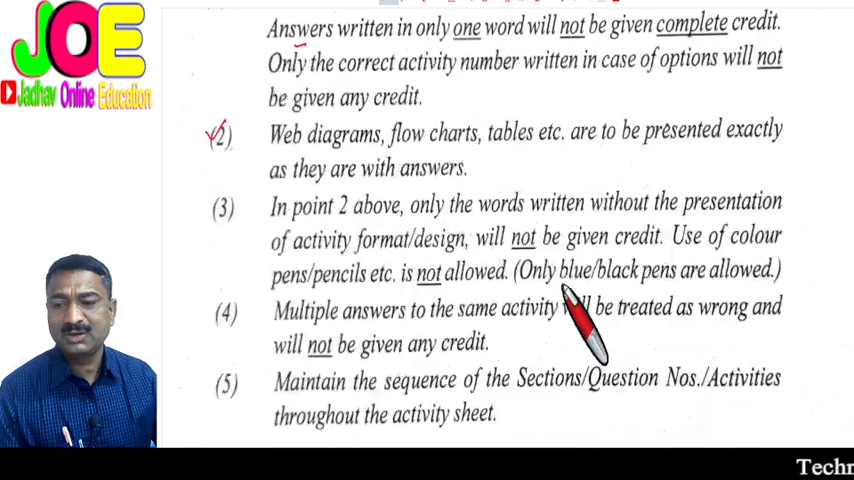 JOE
Jadhav Online Education
Answers written in only one word will not be given complete credit.
Only the correct activity number written in case of options will not
be given any credit.
(2) Web diagrams, flow charts, tables etc. are to be presented exactly
as they are with answers.
(3) In point 2 above, only the words written without the presentation
of activity format/design, will not be given credit. Use of colour
pens/pencils etc. is not allowed. (Only blue/black pens are allowed.)
(4) Multiple answers to the same activity will be treated as wrong and
will not be given any credit.
(5) Maintain the sequence of the Sections/Question Nos./Activities
throughout the activity sheet.
Techn